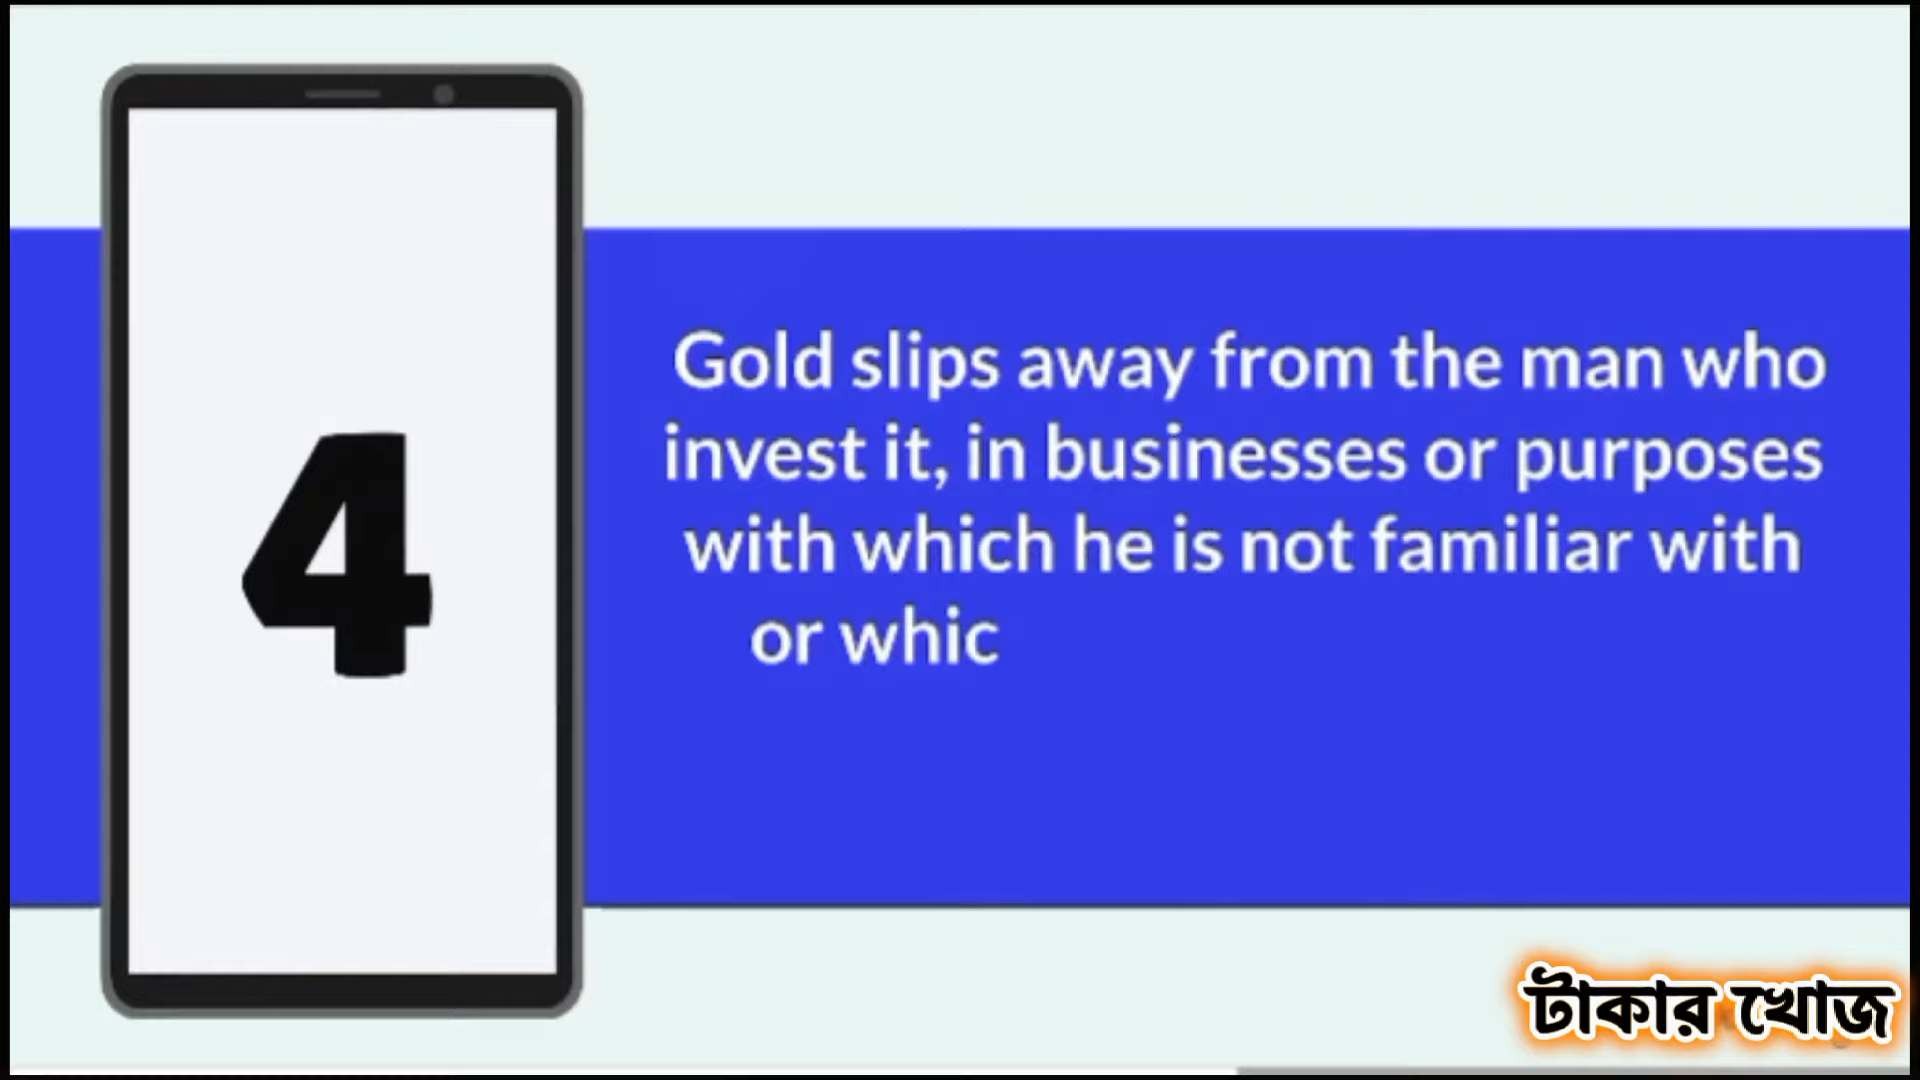 4
Gold slips away from the man who
invest it, in businesses or purposes
with which he is not familiar with
or whic
টাকার খোজ